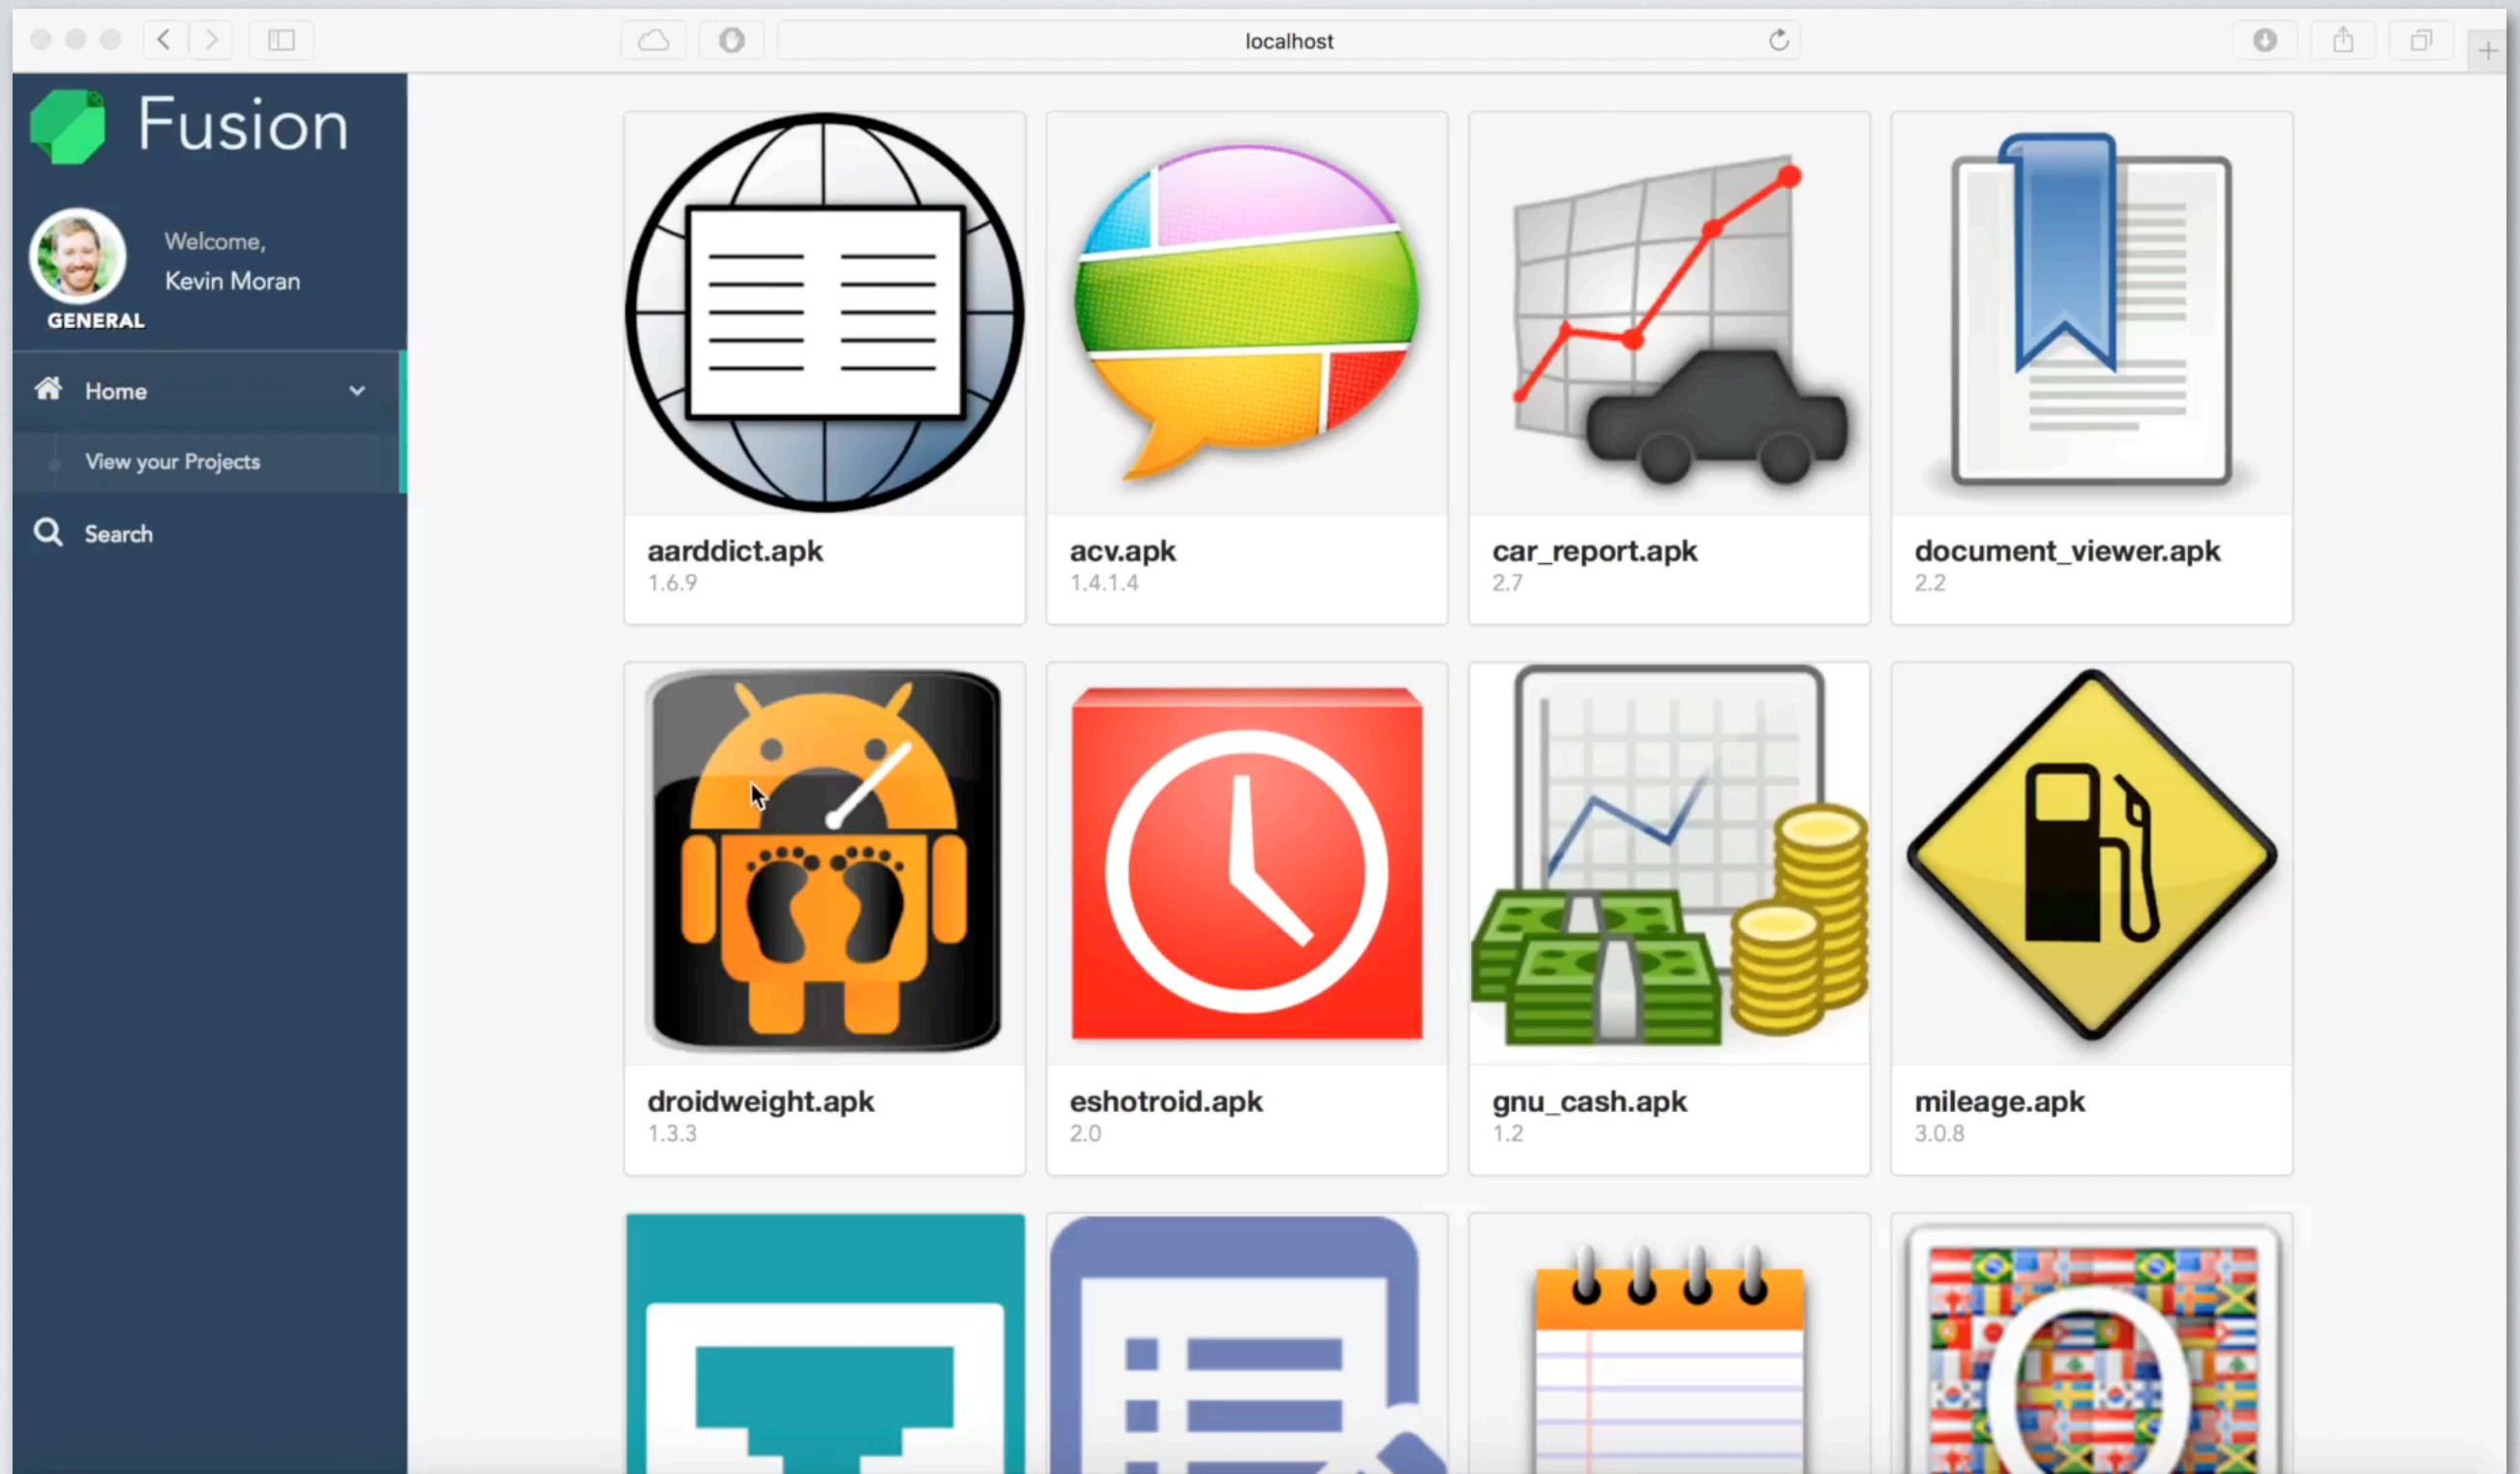 localhost
Fusion
Welcome,
Kevin Moran
GENERAL
Home
View your Projects
Search
aarddict.apk
1.6.9
acv.apk
1.4.1.4
car_report.apk
2.7
document_viewer.apk
2.2
droidweight.apk
1.3.3
eshotroid.apk
2.0
gnu_cash.apk
1.2
mileage.apk
3.0.8